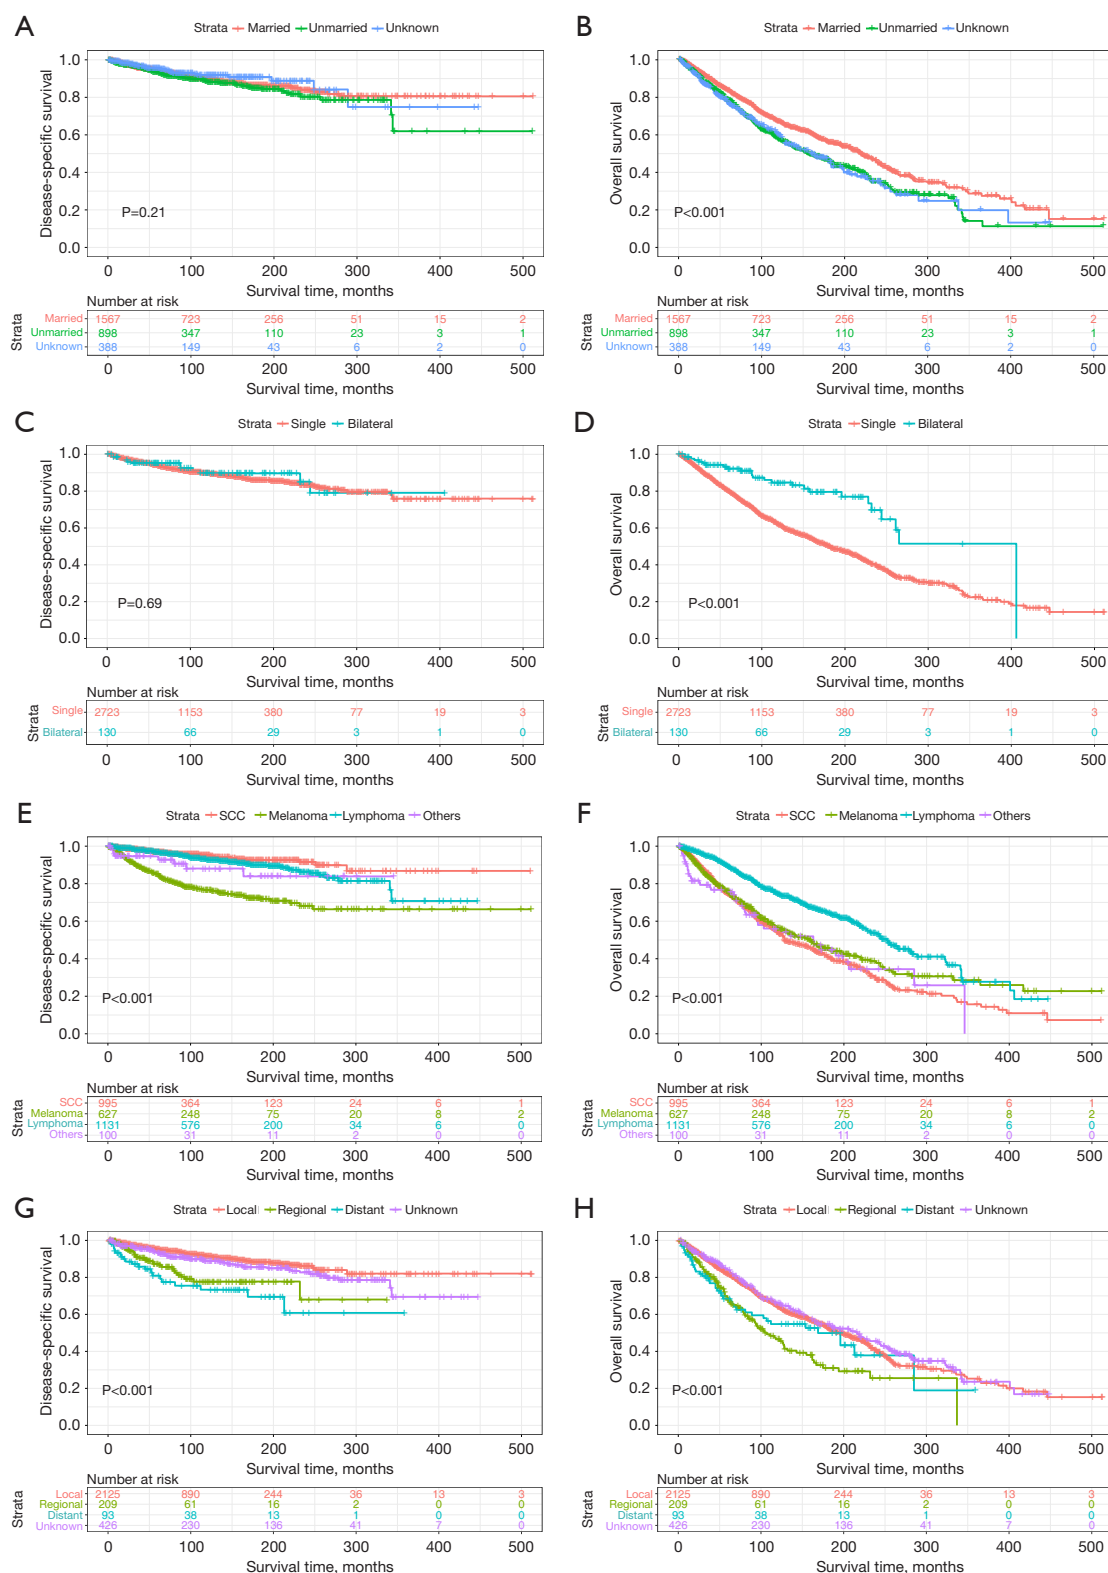 A
Strata Married Unmarried Unknown
Disease-specific survival
1.0
0.8
0.6
0.4
0.2
0.0
P=0.21
0 100 200 300 400 500
Survival time, months
Number at risk
Strata
Married 1567 723 256 51 15 2
Unmarried 898 347 110 23 3 1
Unknown 388 149 43 6 2 0
0 100 200 300 400 500
Survival time, months
B
Strata Married Unmarried Unknown
Overall survival
1.0
0.8
0.6
0.4
0.2
0.0
P<0.001
0 100 200 300 400 500
Survival time, months
Number at risk
Strata
Married 1567 723 256 51 15 2
Unmarried 898 347 110 23 3 1
Unknown 388 149 43 6 2 0
0 100 200 300 400 500
Survival time, months
C
Strata Single Bilateral
Disease-specific survival
1.0
0.8
0.6
0.4
0.2
0.0
P=0.69
0 100 200 300 400 500
Survival time, months
Number at risk
Strata
Single 2723 1153 380 77 19 3
Bilateral 130 66 29 3 1 0
0 100 200 300 400 500
Survival time, months
D
Strata Single Bilateral
Overall survival
1.0
0.8
0.6
0.4
0.2
0.0
P<0.001
0 100 200 300 400 500
Survival time, months
Number at risk
Strata
Single 2723 1153 380 77 19 3
Bilateral 130 66 29 3 1 0
0 100 200 300 400 500
Survival time, months
E
Strata SCC Melanoma Lymphoma Others
Disease-specific survival
1.0
0.8
0.6
0.4
0.2
0.0
P<0.001
0 100 200 300 400 500
Survival time, months
Number at risk
Strata
SCC 995 364 123 24 6 1
Melanoma 627 248 75 20 8 2
Lymphoma 1131 576 200 34 6 0
Others 100 31 11 2 0 0
0 100 200 300 400 500
Survival time, months
F
Strata SCC Melanoma Lymphoma Others
Overall survival
1.0
0.8
0.6
0.4
0.2
0.0
P<0.001
0 100 200 300 400 500
Survival time, months
Number at risk
Strata
SCC 995 364 123 24 6 1
Melanoma 627 248 75 20 8 2
Lymphoma 1131 576 200 34 6 0
Others 100 31 11 2 0 0
0 100 200 300 400 500
Survival time, months
G
Strata Local Regional Distant Unknown
Disease-specific survival
1.0
0.8
0.6
0.4
0.2
0.0
P<0.001
0 100 200 300 400 500
Survival time, months
Number at risk
Strata
Local 2125 890 244 36 13 3
Regional 209 61 16 2 0 0
Distant 93 38 13 1 0 0
Unknown 426 230 136 41 7 0
0 100 200 300 400 500
Survival time, months
H
Strata Local Regional Distant Unknown
Overall survival
1.0
0.8
0.6
0.4
0.2
0.0
P<0.001
0 100 200 300 400 500
Survival time, months
Number at risk
Strata
Local 2125 890 244 36 13 3
Regional 209 61 16 2 0 0
Distant 93 38 13 1 0 0
Unknown 426 230 136 41 7 0
0 100 200 300 400 500
Survival time, months